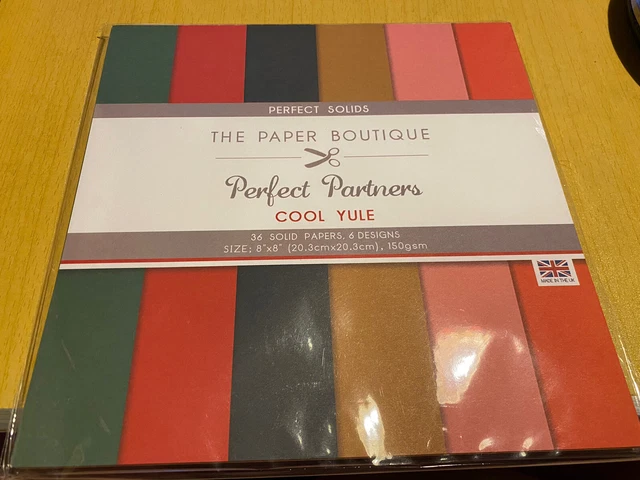 PERFECT SOLIDS
THE PAPER BOUTIQUE
Perfect Partners
COOL YULE
36 SOLID PAPERS, 6 DESIGNS
SIZE; 8"x8" (20.3cmx20.3cm), 150gsm
MADE IN THE UK